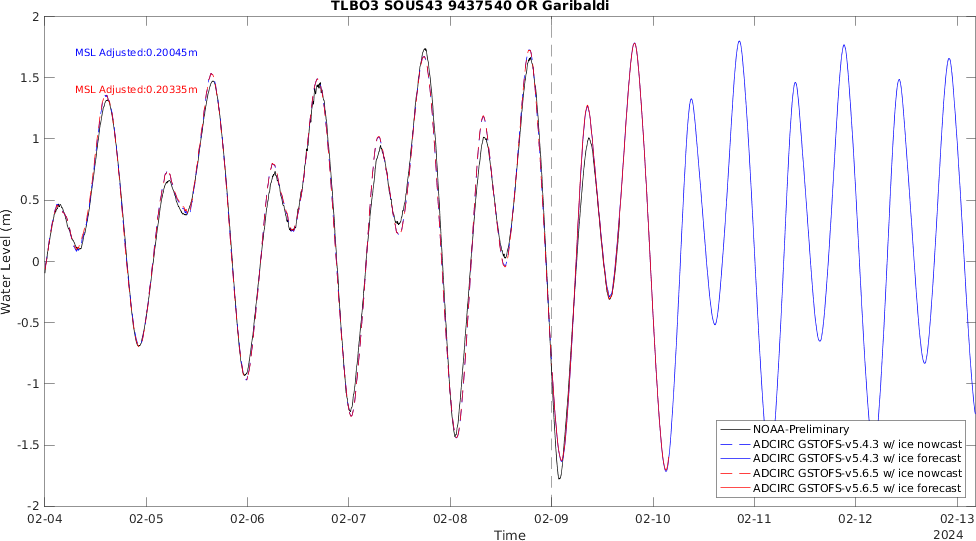 TLBO3 SOUS43 9437540 OR Garibaldi
2
1.5
1
0.5
0
-0.5
-1
-1.5
-2
Water Level (m)
MSL Adjusted:0.20045m
MSL Adjusted:0.20335m
NOAA-Preliminary
ADCIRC GSTOFS-v5.4.3 w/ ice nowcast
ADCIRC GSTOFS-v5.4.3 w/ ice forecast
ADCIRC GSTOFS-v5.6.5 w/ ice nowcast
ADCIRC GSTOFS-v5.6.5 w/ ice forecast
02-04 02-05 02-06 02-07 02-08 02-09 02-10 02-11 02-12 02-13
Time
2024